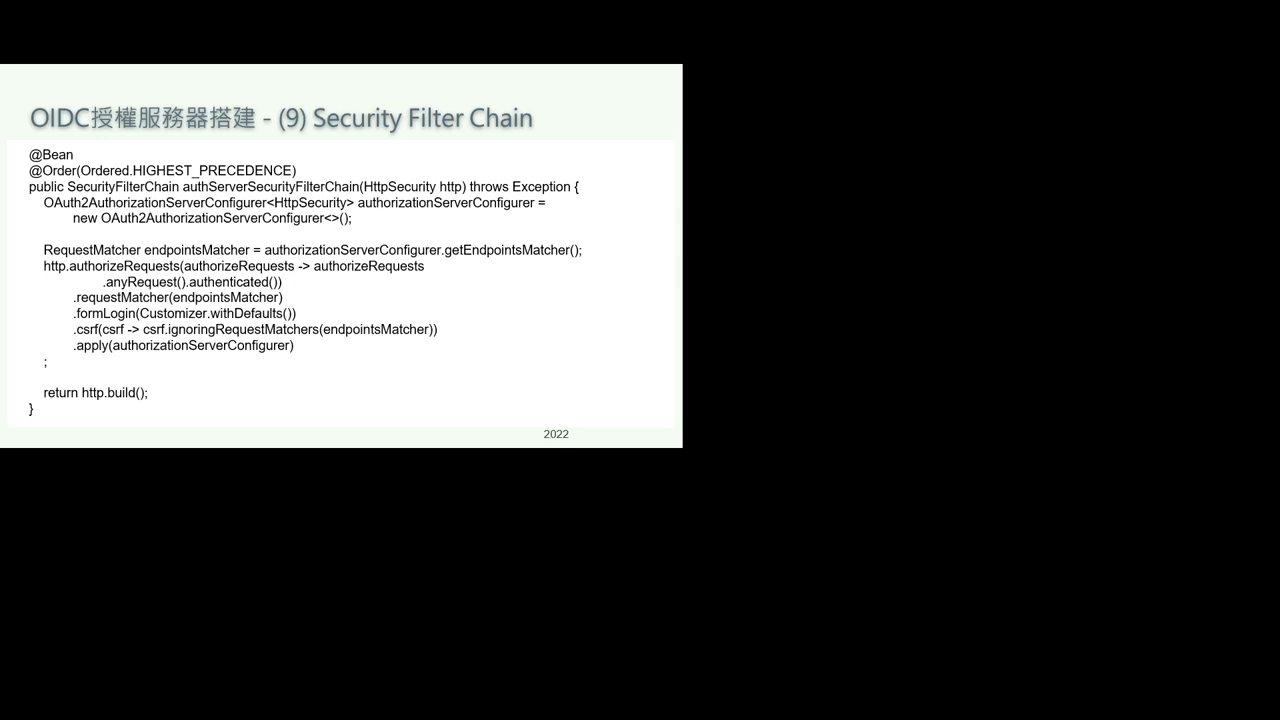 OIDC授權服務器搭建 - (9) Security Filter Chain
@Bean
@Order(Ordered.HIGHEST_PRECEDENCE)
public SecurityFilterChain authServerSecurityFilterChain(HttpSecurity http) throws Exception {
OAuth2AuthorizationServerConfigurer<HttpSecurity> authorizationServerConfigurer =
new OAuth2AuthorizationServerConfigurer<>();
RequestMatcher endpointsMatcher = authorizationServerConfigurer.getEndpointsMatcher();
http.authorizeRequests(authorizeRequests -> authorizeRequests
.anyRequest().authenticated())
.requestMatcher(endpointsMatcher)
.formLogin(Customizer.withDefaults())
.csrf(csrf -> csrf.ignoringRequestMatchers(endpointsMatcher))
.apply(authorizationServerConfigurer)
;
return http.build();
}
2022